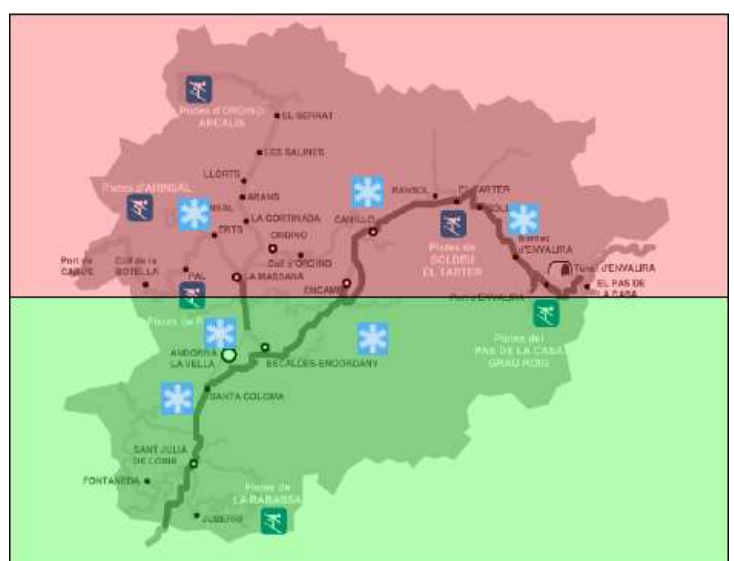 Pistes d'ORDINO
ARCALIS
EL SERRAT
LES SALINES
LLORTS
Pistes d'ARINSAL
ARANS
LA CORTINADA
ERTS
ORDINO
Coll d'ORDINO
CANILLO
RANSOL
EL TARTER
Pistes de
SOLDEU
EL TARTER
d'ENVALIRA
Túnel d'ENVALIRA
EL PAS DE
LA CASA
Port de
CABUS
Coll de la
BOTELLA
PAL
LA MASSANA
ENCAMP
Pistes del
PAS DE LA CASA
GRAU ROIG
ANDORRA
LA VELLA
ESCALDES-ENGORDANY
SANTA COLOMA
SANT JULIA
DE LORIA
FONTANEDA
Pistes de
LA RABASSA
JUBERRI